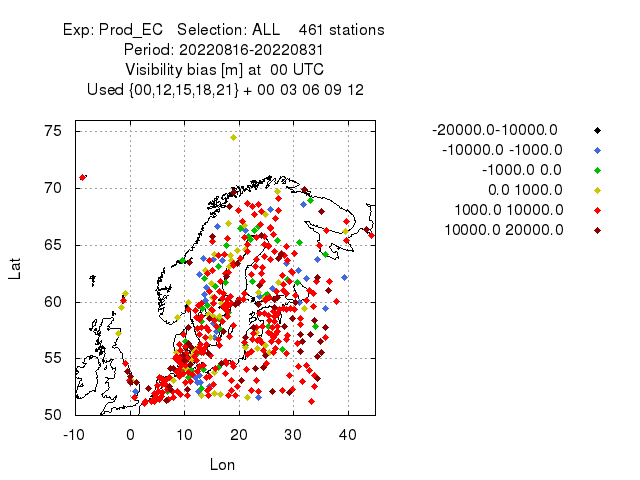 Exp: Prod_EC   Selection: ALL    461 stations
Period: 20220816-20220831
Visibility bias [m] at  00 UTC
Used {00,12,15,18,21} + 00 03 06 09 12
-20000.0-10000.0
-10000.0 -1000.0
-1000.0 0.0
0.0 1000.0
1000.0 10000.0
10000.0 20000.0
Lat
75
70
65
60
55
50
-10 0 10 20 30 40
Lon